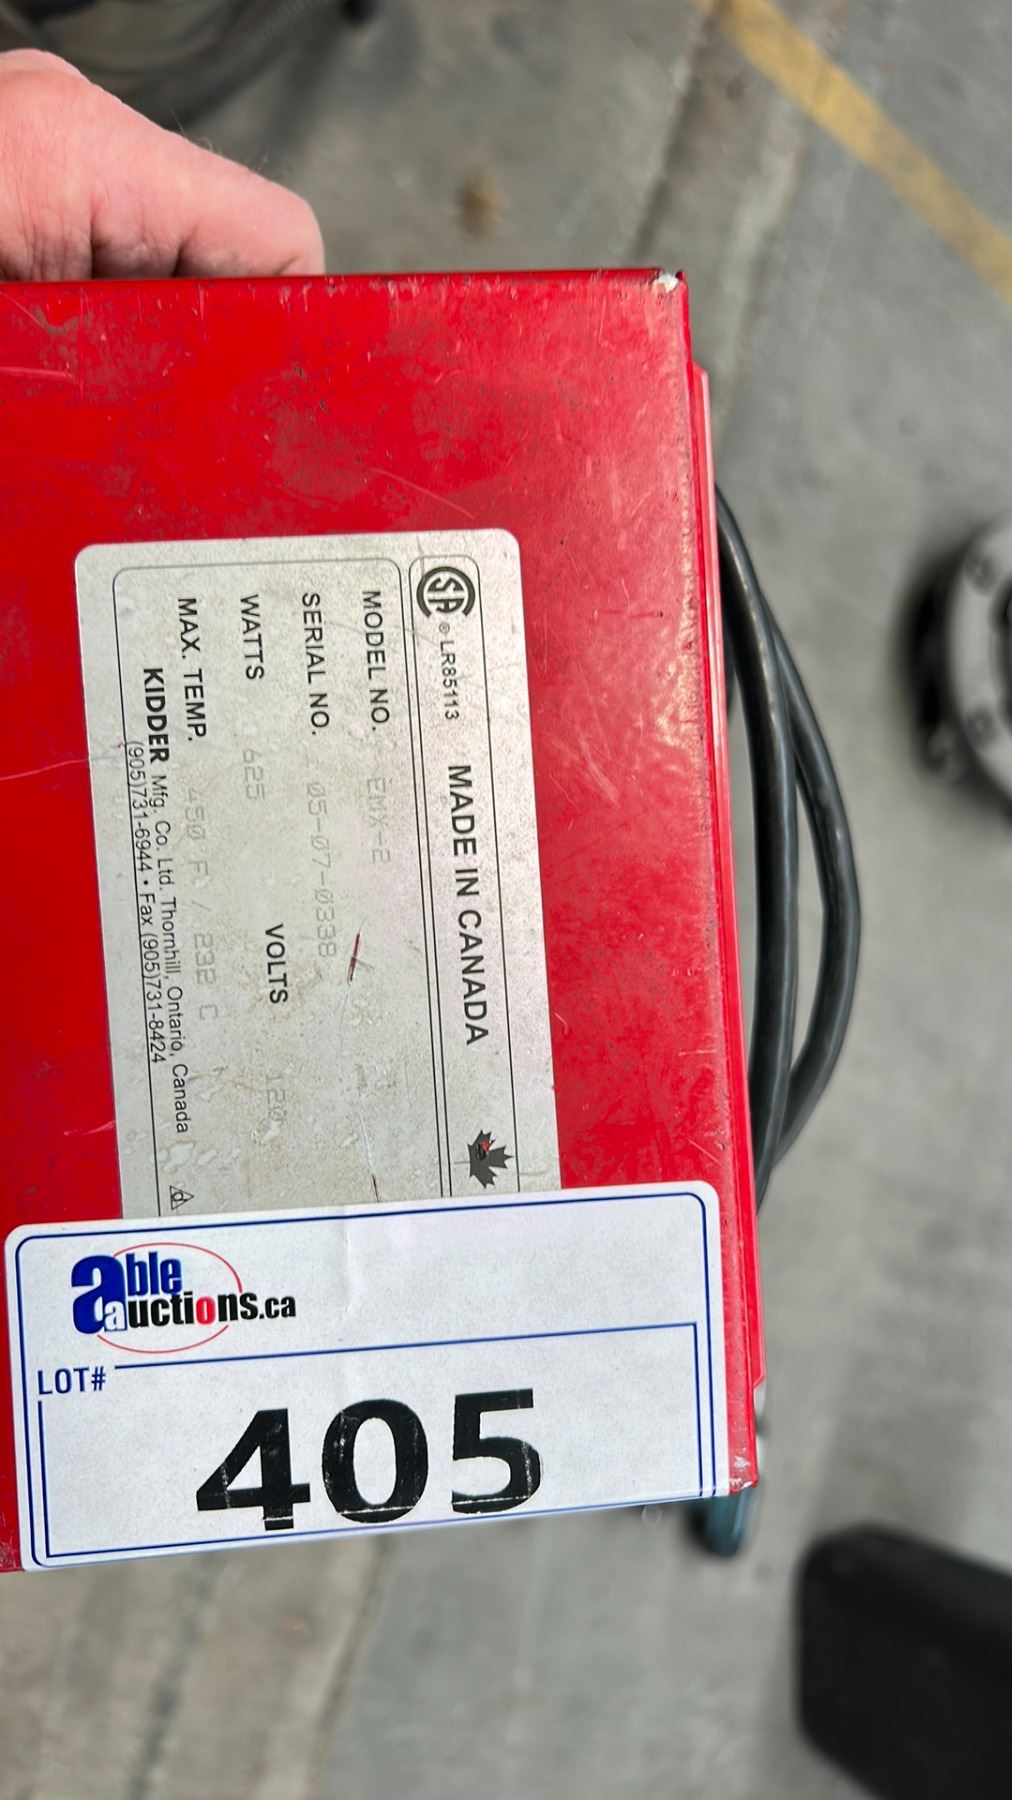 CSA ® LR85113 MADE IN CANADA
MODEL NO. EMX-2
SERIAL NO. 05-07-0338
WATTS 625 VOLTS 120
MAX. TEMP. 450 F / 232 C
KIDDER Mfg. Co. Ltd. Thornhill, Ontario, Canada
(905)731-6944 • Fax (905)731-8424
able
auctions.ca
LOT#
405